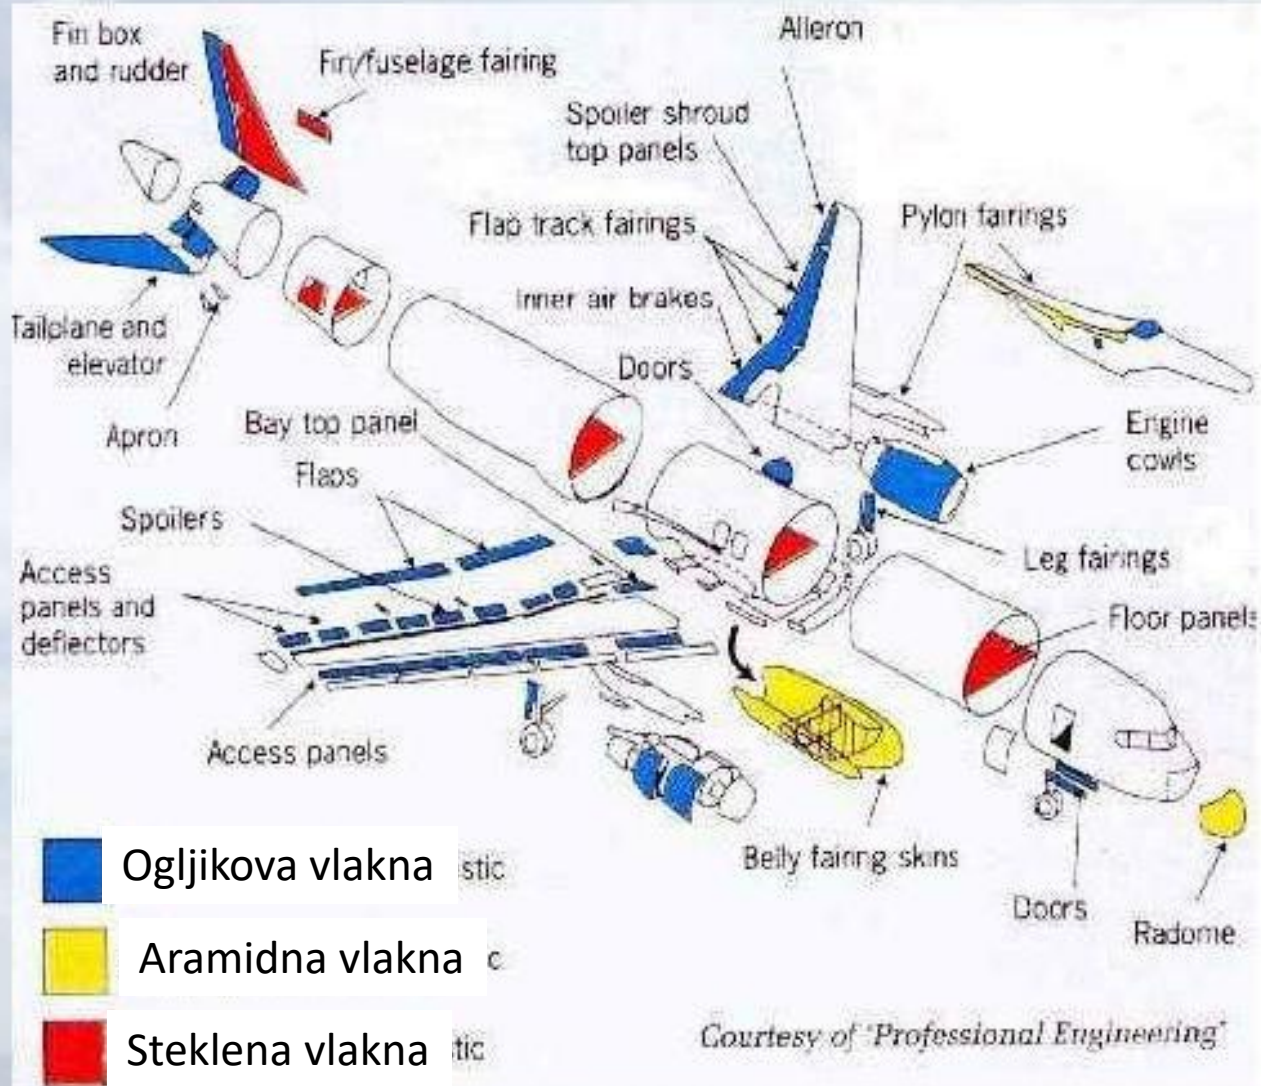 Fin box
and rudder
Fin/fuselage fairing
Aileron
Spoiler shroud
top panels
Flap track fairings
Pylon fairings
Inner air brakes
Tailplane and
elevator
Doors
Apron
Bay top panel
Engine
cowls
Flaps
Spoilers
Leg fairings
Access
panels and
deflectors
Floor panels
Access panels
Belly fairing skins
Doors
Radome
Ogljikova vlakna stic
Aramidna vlakna c
Steklena vlakna tic
Courtesy of 'Professional Engineering'